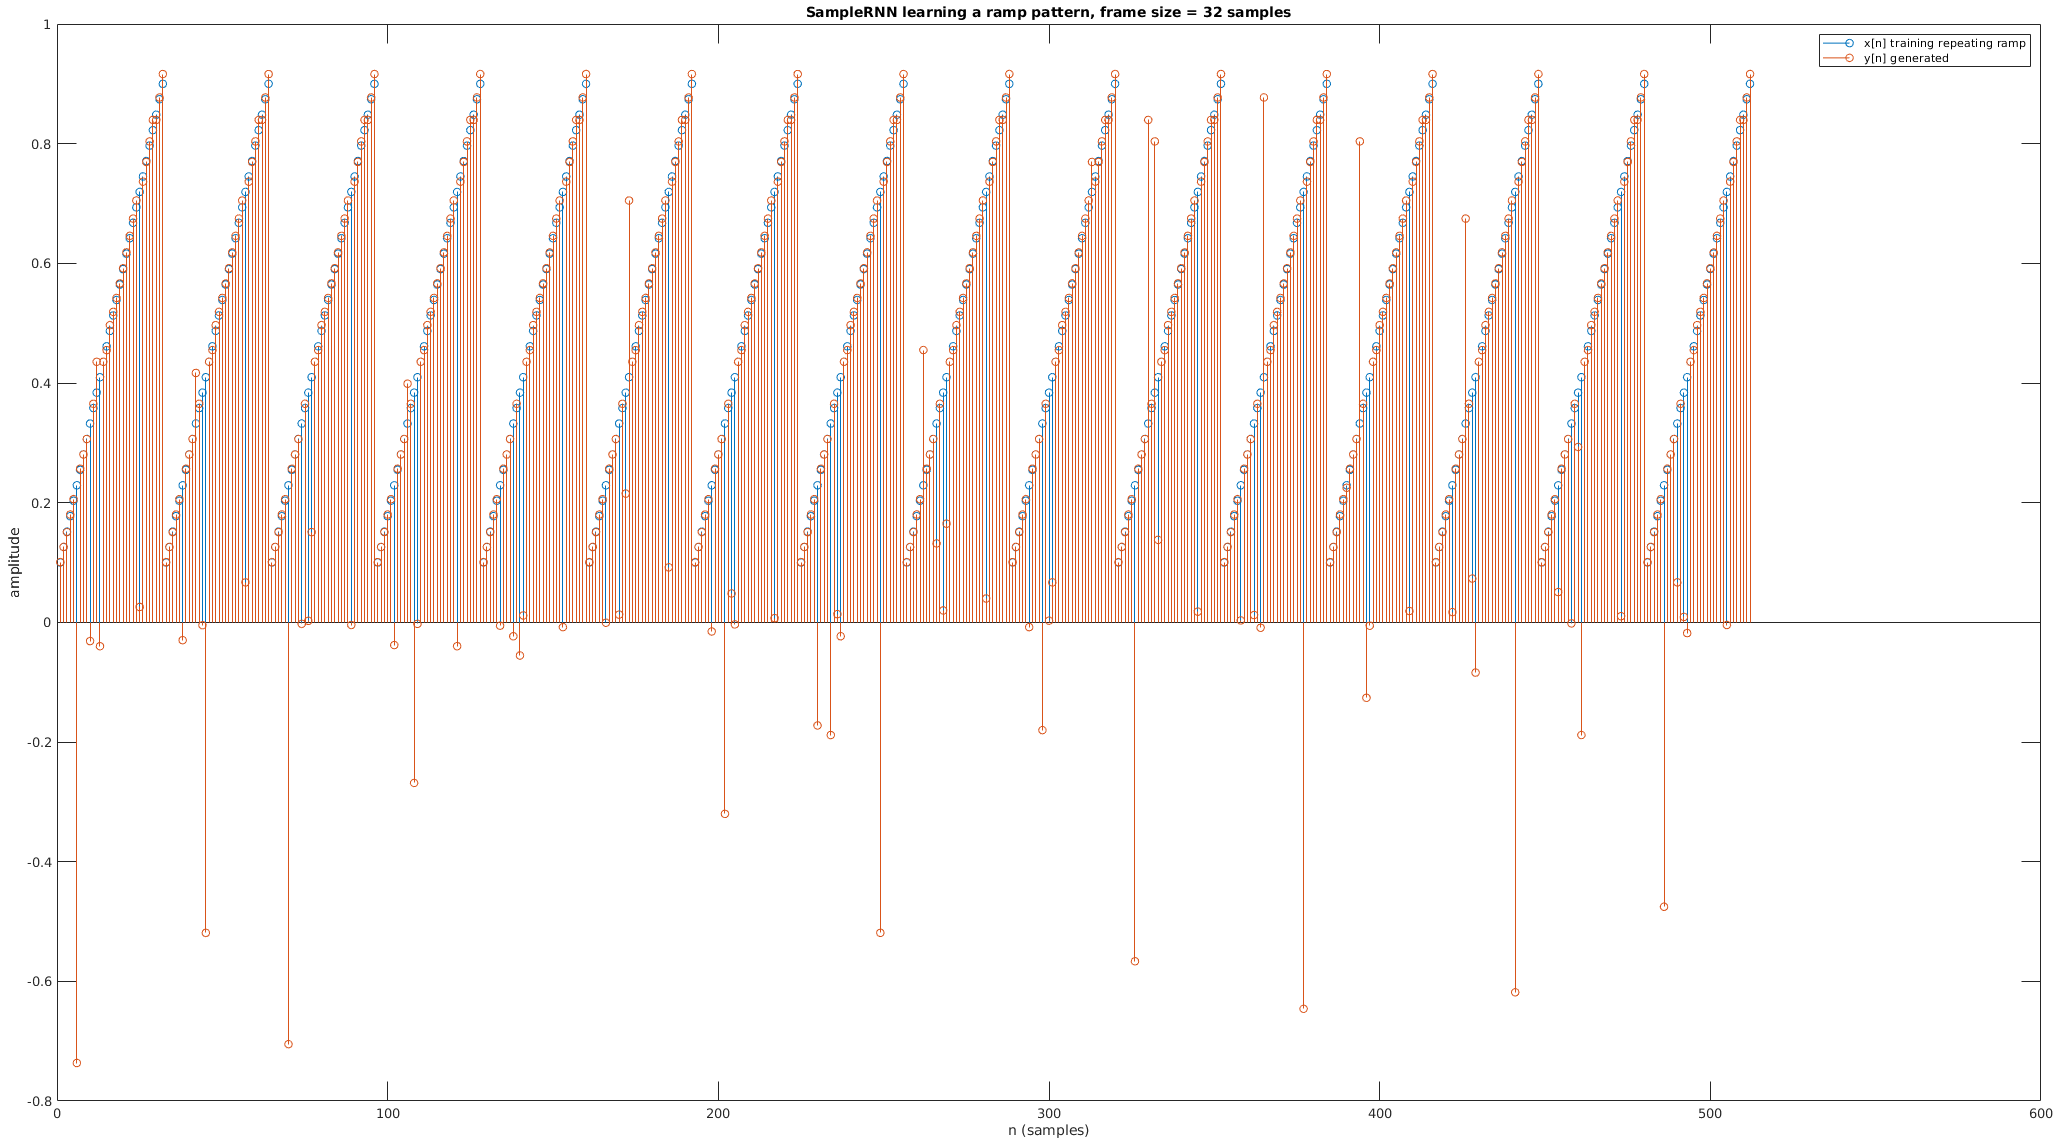 SampleRNN learning a ramp pattern, frame size = 32 samples
x[n] training repeating ramp
y[n] generated
amplitude
1
0.8
0.6
0.4
0.2
0
-0.2
-0.4
-0.6
-0.8
0 100 200 300 400 500 600
n (samples)